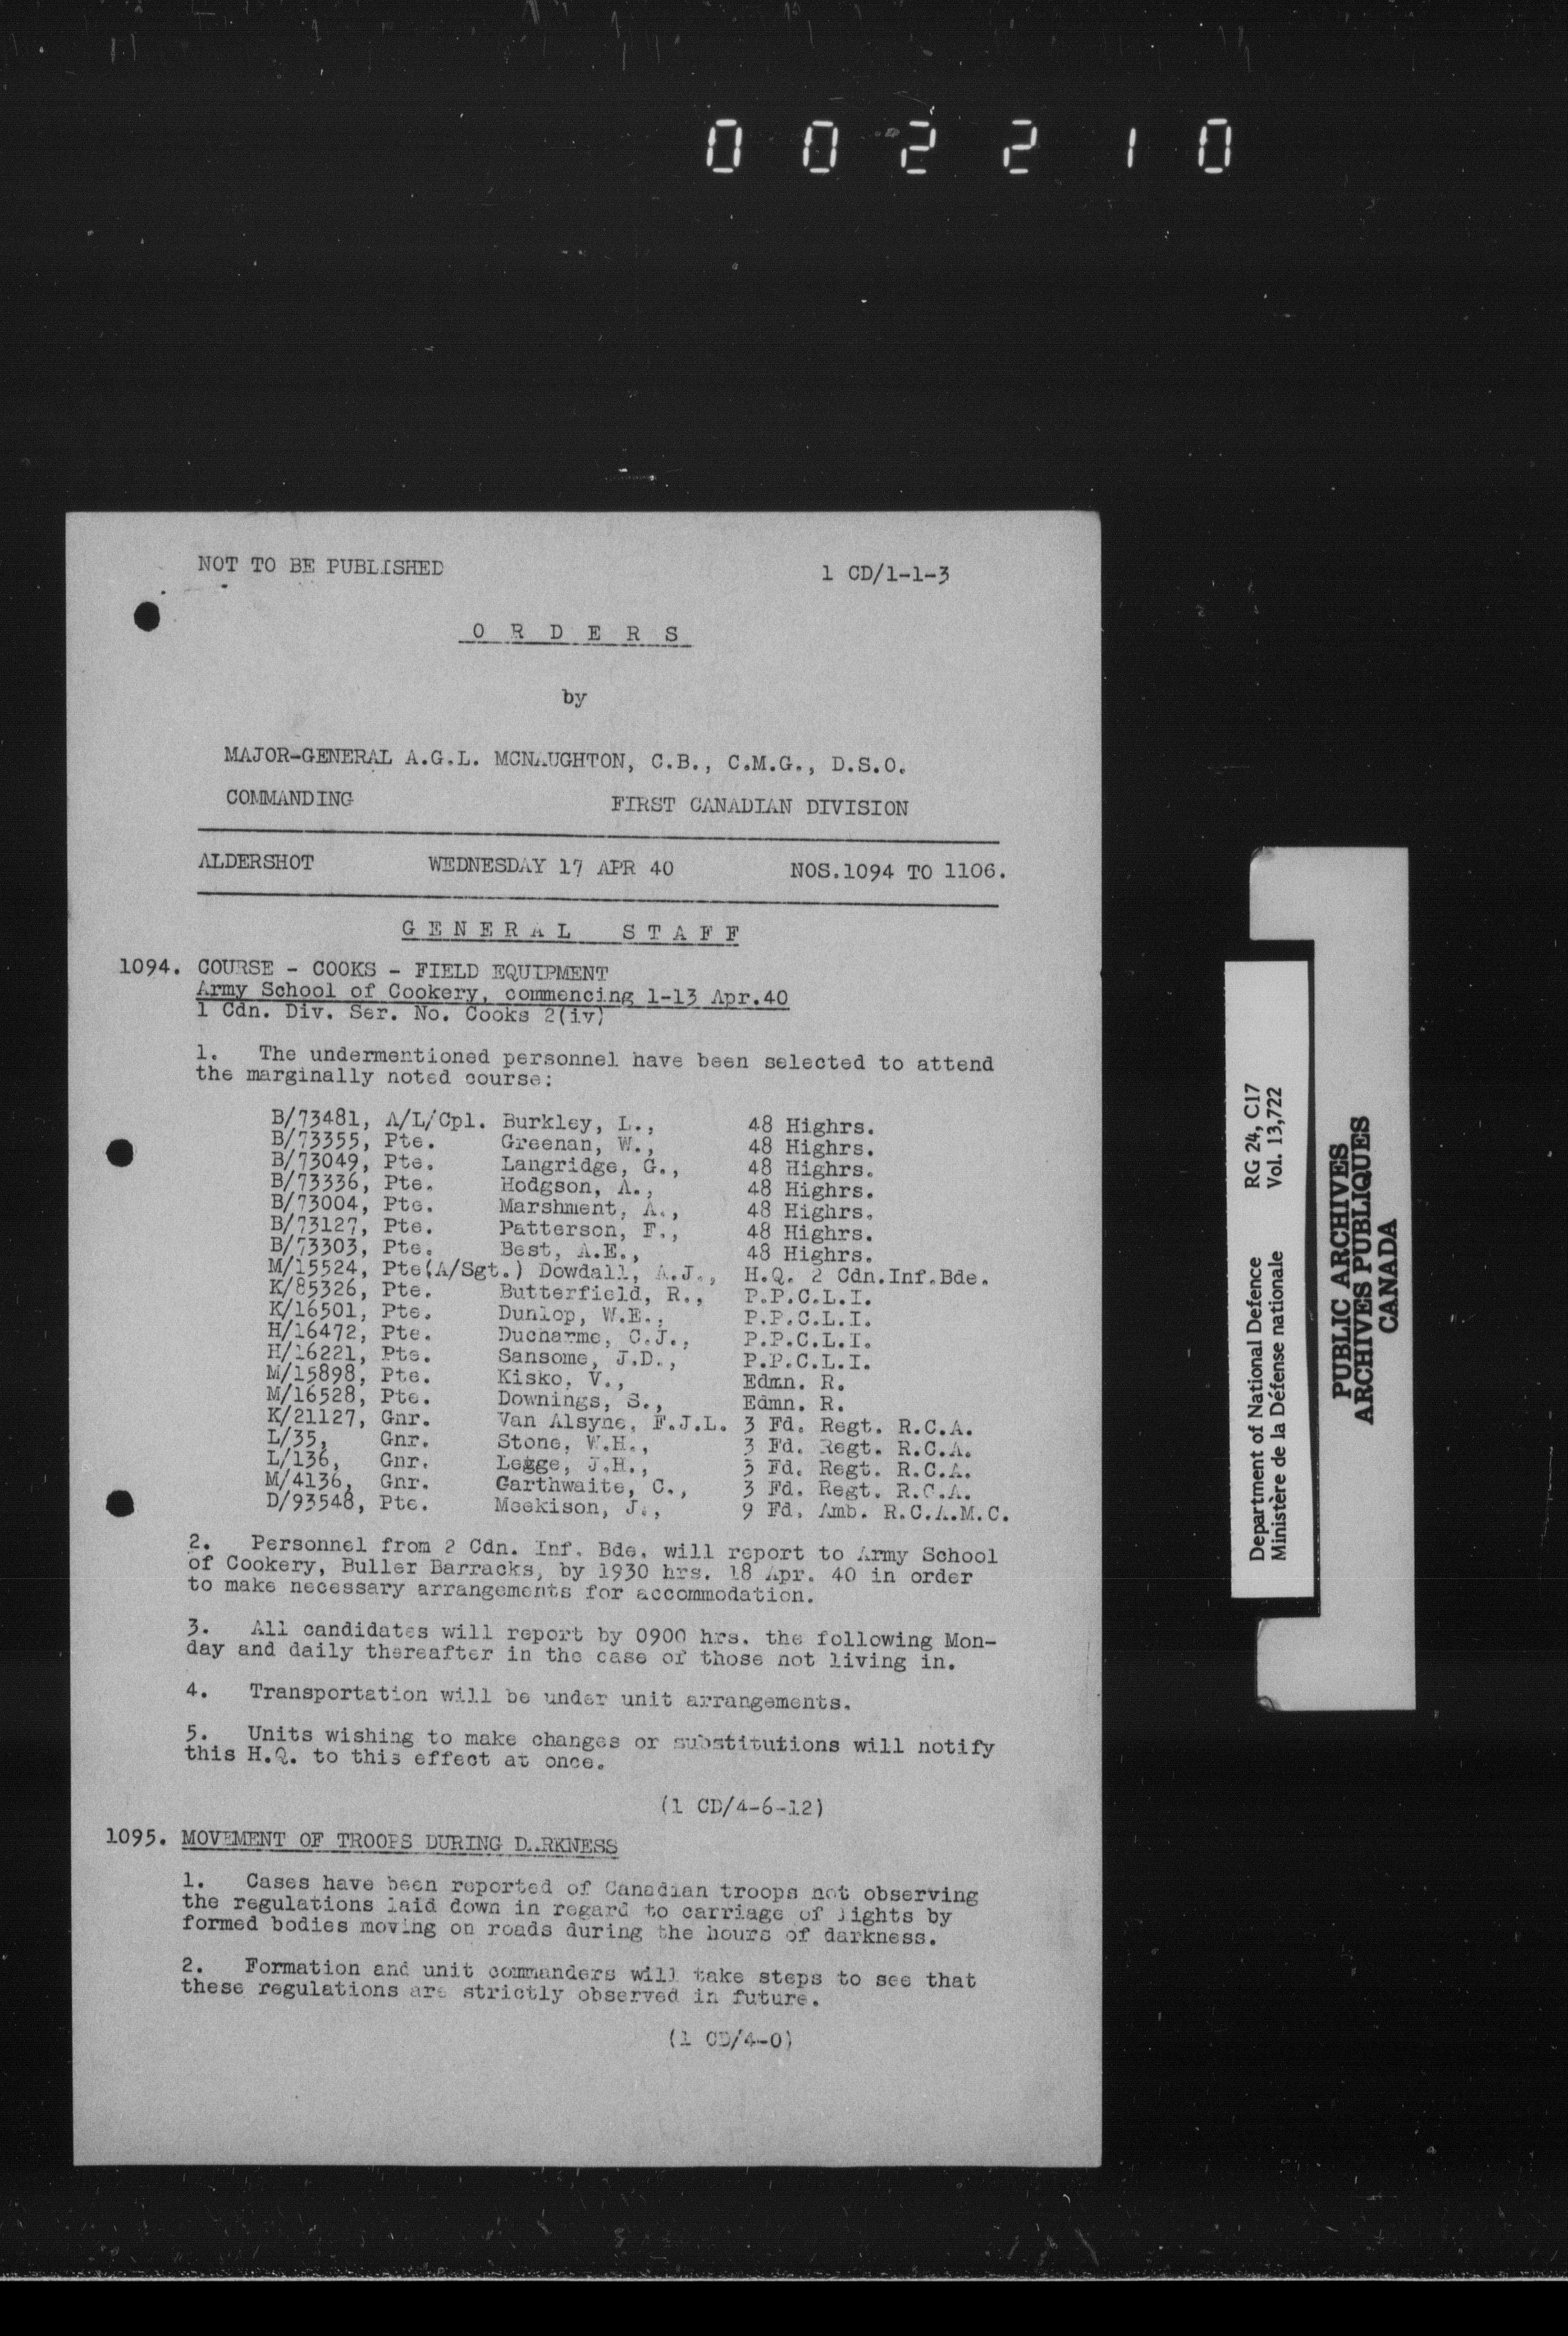 002210
NOT TO BE PUBLISHED 1 CD/1-1-3
O R D E R S
by
MAJOR-GENERAL A.G.L. MCNAUGHTON, C.B., C.M.G., D.S.O.
COMMANDING FIRST CANADIAN DIVISION
ALDERSHOT WEDNESDAY 17 APR 40 NOS.1094 TO 1106.
G E N E R A L S T A F F
1094. COURSE - COOKS - FIELD EQUIPMENT
Army School of Cookery, commencing 1-13 Apr.40
1 Cdn. Div. Ser. No. Cooks 2(iv)
1. The undermentioned personnel have been selected to attend
the marginally noted course:
B/73481, A/L/Cpl. Burkley, L., 48 Highrs.
B/73355, Pte. Greenan, W., 48 Highrs.
B/73049, Pte. Langridge, G., 48 Highrs.
B/73336, Pte. Hodgson, A., 48 Highrs.
B/73004, Pte. Marshment, A., 48 Highrs.
B/73127, Pte. Patterson, F., 48 Highrs.
B/73303, Pte. Best, A.E., 48 Highrs.
M/15524, Pte(A/Sgt.) Dowdall, A.J., H.Q. 2 Cdn.Inf.Bde.
K/85326, Pte. Butterfield, R., P.P.C.L.I.
K/16501, Pte. Dunlop, W.E., P.P.C.L.I.
H/16472, Pte. Ducharme, C.J., P.P.C.L.I.
H/16221, Pte. Sansome, J.D., P.P.C.L.I.
M/15898, Pte. Kisko, V., Edmn. R.
M/16528, Pte. Downings, S., Edmn. R.
K/21127, Gnr. Van Alsyne, F.J.L. 3 Fd. Regt. R.C.A.
L/35, Gnr. Stone, W.H., 3 Fd. Regt. R.C.A.
L/136, Gnr. Legge, J.H., 3 Fd. Regt. R.C.A.
M/4136, Gnr. Garthwaite, C., 3 Fd. Regt. R.C.A.
D/93548, Pte. Meekison, J., 9 Fd. Amb. R.C.A.M.C.
2. Personnel from 2 Cdn. Inf. Bde. will report to Army School
of Cookery, Buller Barracks, by 1930 hrs. 18 Apr. 40 in order
to make necessary arrangements for accommodation.
3. All candidates will report by 0900 hrs. the following Mon-
day and daily thereafter in the case of those not living in.
4. Transportation will be under unit arrangements.
5. Units wishing to make changes or substitutions will notify
this H.Q. to this effect at once.
(1 CD/4-6-12)
1095. MOVEMENT OF TROOPS DURING DARKNESS
1. Cases have been reported of Canadian troops not observing
the regulations laid down in regard to carriage of lights by
formed bodies moving on roads during the hours of darkness.
2. Formation and unit commanders will take steps to see that
these regulations are strictly observed in future.
(1 CD/4-0)
Department of National Defence RG 24, C17
Ministère de la Défense nationale Vol. 13,722
PUBLIC ARCHIVES
ARCHIVES PUBLIQUES
CANADA